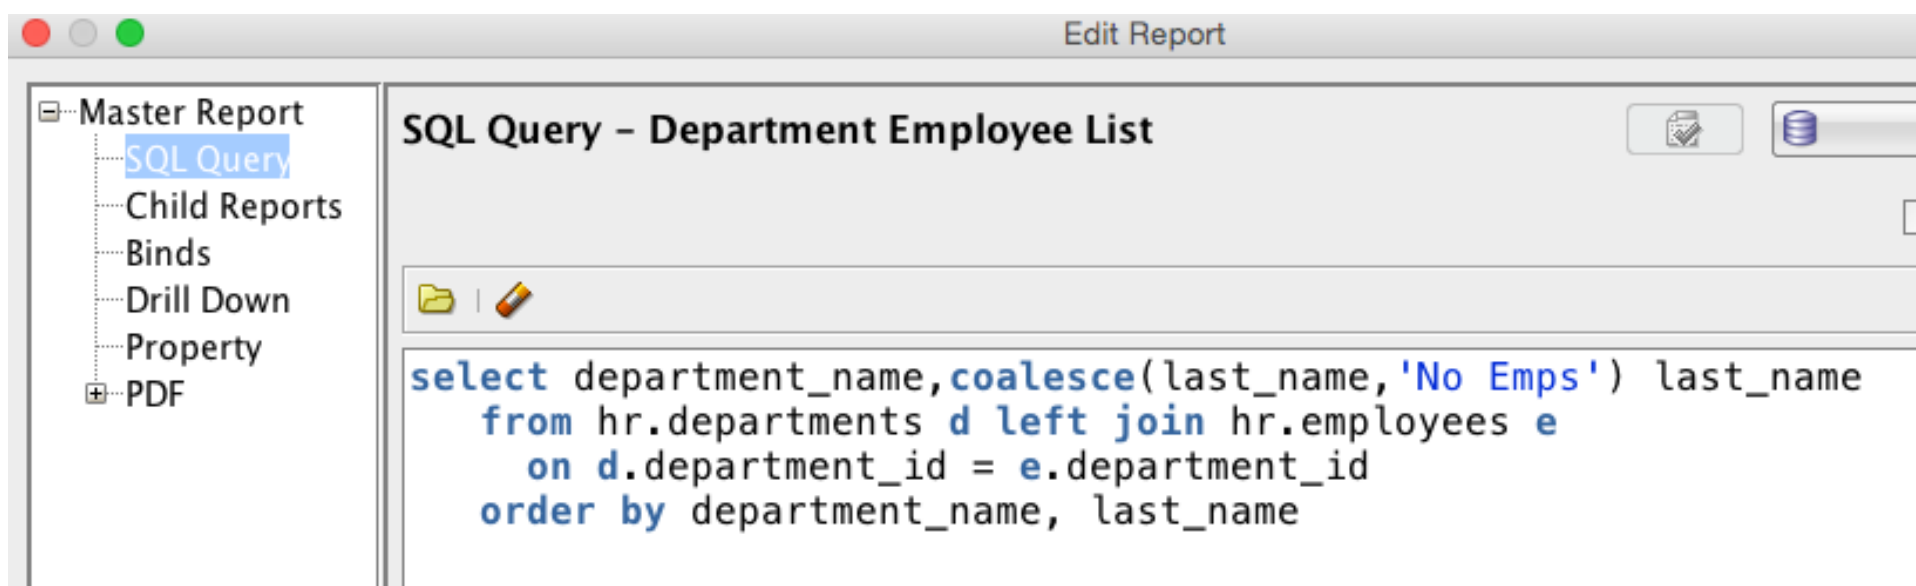 Edit Report
Master Report
SQL Query
Child Reports
Binds
Drill Down
Property
PDF
SQL Query – Department Employee List
select department_name,coalesce(last_name,'No Emps') last_name
from hr.departments d left join hr.employees e
on d.department_id = e.department_id
order by department_name, last_name